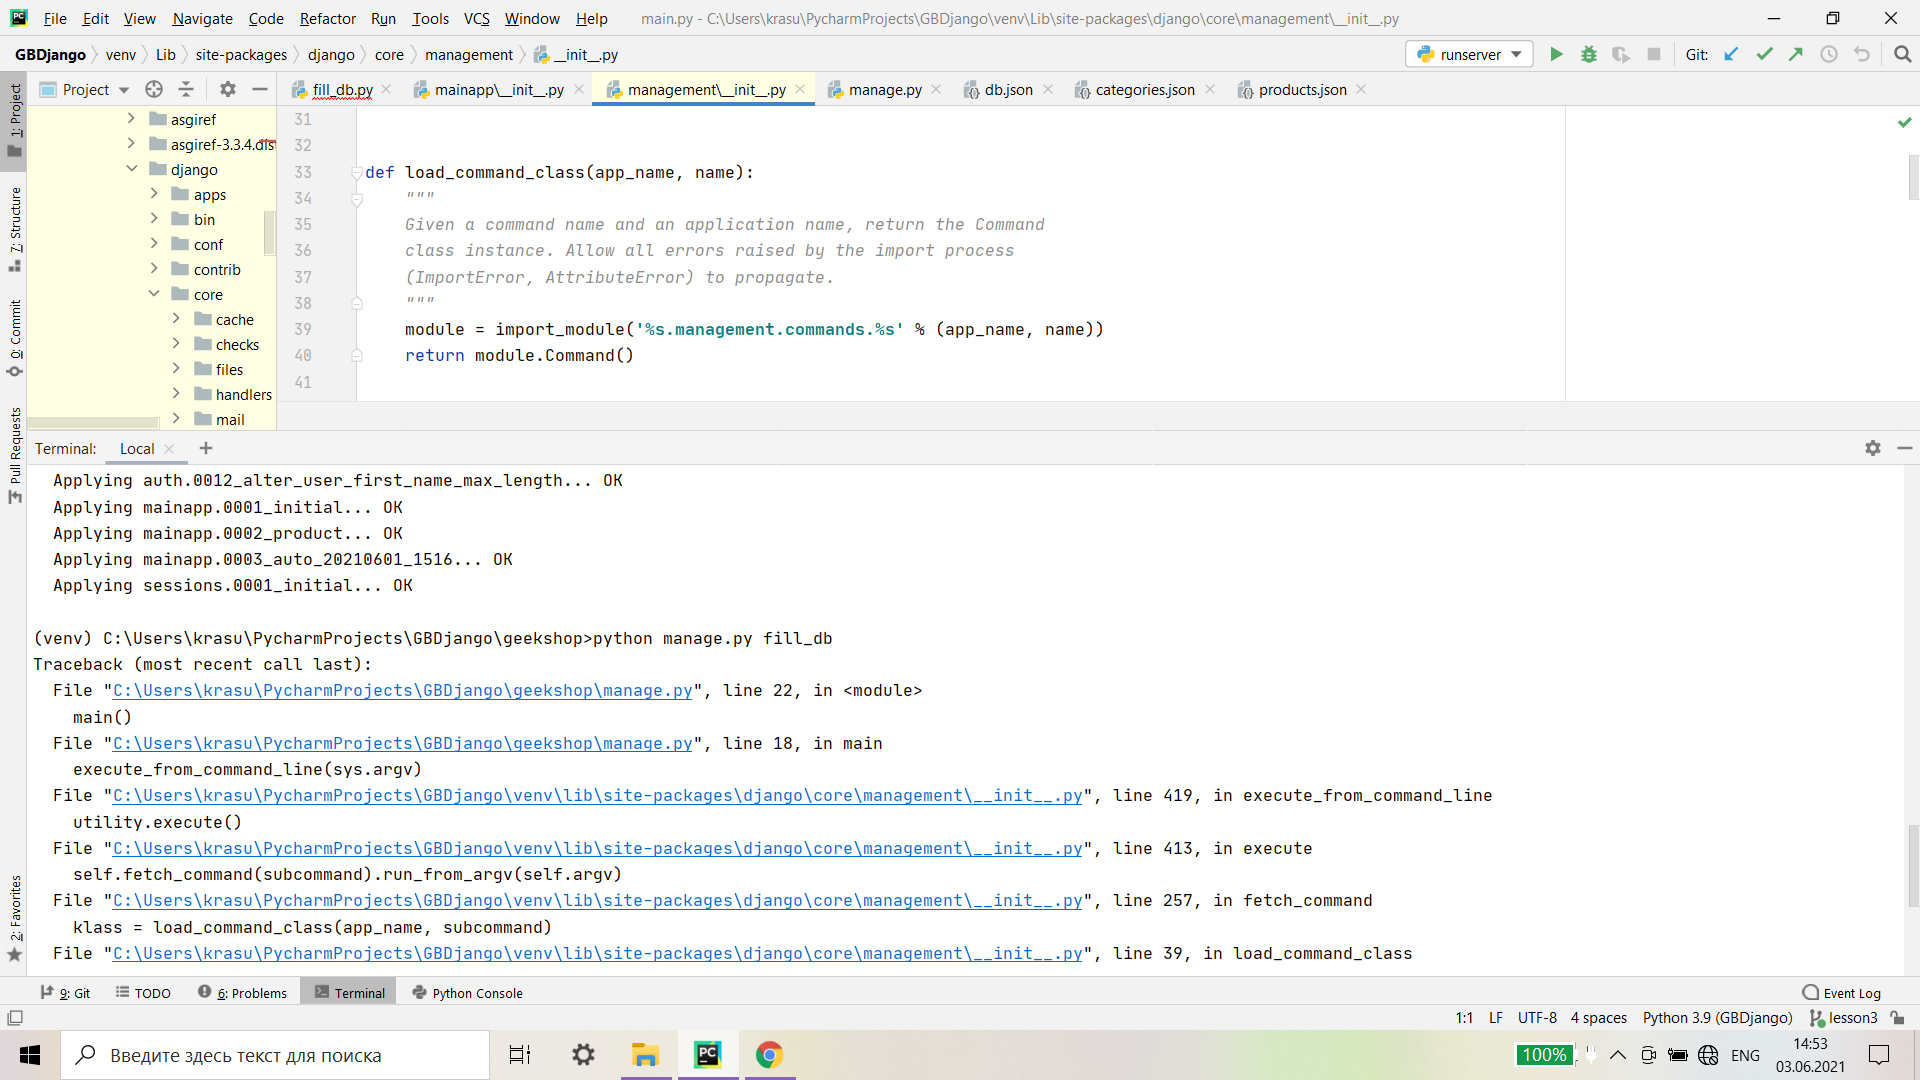 File Edit View Navigate Code Refactor Run Tools VCS Window Help main.py - C:\Users\krasu\PycharmProjects\GBDjango\venv\Lib\site-packages\django\core\management\__init__.py
GBDjango venv Lib site-packages django core management __init__.py runserver Git:
Project fill_db.py mainapp\__init__.py management\__init__.py manage.py db.json categories.json products.json
1: Project
7: Structure
0: Commit
Pull Requests
2: Favorites
asgiref
asgiref-3.3.4.dis
django
apps
bin
conf
contrib
core
cache
checks
files
handlers
mail
31
32
33 def load_command_class(app_name, name):
34 """
35 Given a command name and an application name, return the Command
36 class instance. Allow all errors raised by the import process
37 (ImportError, AttributeError) to propagate.
38 """
39 module = import_module('%s.management.commands.%s' % (app_name, name))
40 return module.Command()
41
Terminal: Local
Applying auth.0012_alter_user_first_name_max_length... OK
Applying mainapp.0001_initial... OK
Applying mainapp.0002_product... OK
Applying mainapp.0003_auto_20210601_1516... OK
Applying sessions.0001_initial... OK
(venv) C:\Users\krasu\PycharmProjects\GBDjango\geekshop>python manage.py fill_db
Traceback (most recent call last):
File "C:\Users\krasu\PycharmProjects\GBDjango\geekshop\manage.py", line 22, in <module>
main()
File "C:\Users\krasu\PycharmProjects\GBDjango\geekshop\manage.py", line 18, in main
execute_from_command_line(sys.argv)
File "C:\Users\krasu\PycharmProjects\GBDjango\venv\lib\site-packages\django\core\management\__init__.py", line 419, in execute_from_command_line
utility.execute()
File "C:\Users\krasu\PycharmProjects\GBDjango\venv\lib\site-packages\django\core\management\__init__.py", line 413, in execute
self.fetch_command(subcommand).run_from_argv(self.argv)
File "C:\Users\krasu\PycharmProjects\GBDjango\venv\lib\site-packages\django\core\management\__init__.py", line 257, in fetch_command
klass = load_command_class(app_name, subcommand)
File "C:\Users\krasu\PycharmProjects\GBDjango\venv\lib\site-packages\django\core\management\__init__.py", line 39, in load_command_class
9: Git TODO 6: Problems Terminal Python Console Event Log
1:1 LF UTF-8 4 spaces Python 3.9 (GBDjango) lesson3
Введите здесь текст для поиска 100% ENG 14:53
03.06.2021